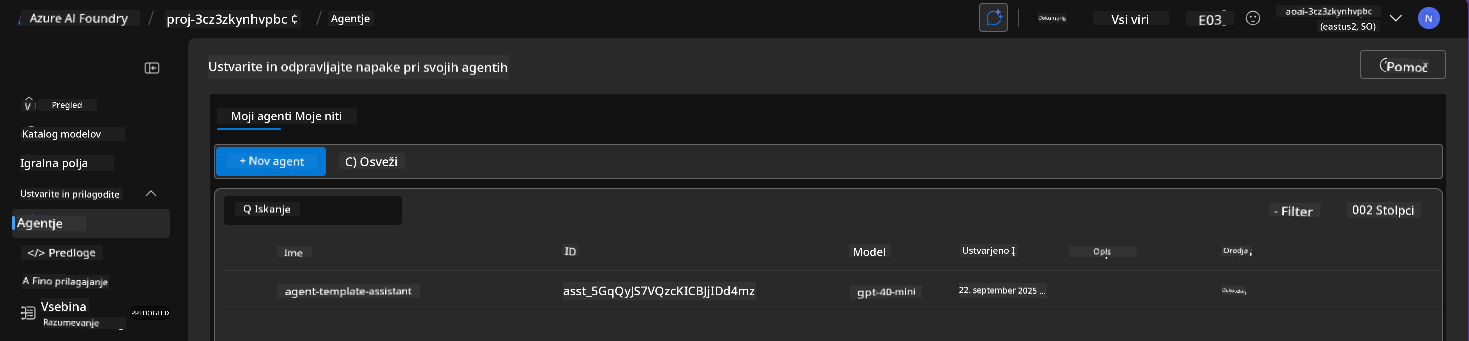 Azure AI Foundry / proj-3cz3zkynhvpbc ¢ / Agentje
Vsi viri
E03_
aoai-3cz3zkynhvpbc
(eastus2, SO)
N
Ustvarite in odpravljajte napake pri svojih agentih
Pomoč
Pregled
Katalog modelov
Igralna polja
Ustvarite in prilagodite
Agentje
</> Predloge
A Fino prilagajanje
Vsebina
Razumevanje
PREDOGLED
Moji agenti Moje niti
+ Nov agent
C) Osveži
Q Iskanje
- Filter
002 Stolpci
Ime ID Model Ustvarjeno I Opis Orodja,
agent-template-assistant asst_5GqQyJS7VQzcKICBJjIDd4mz gpt-40-mini 22. september 2025 ...